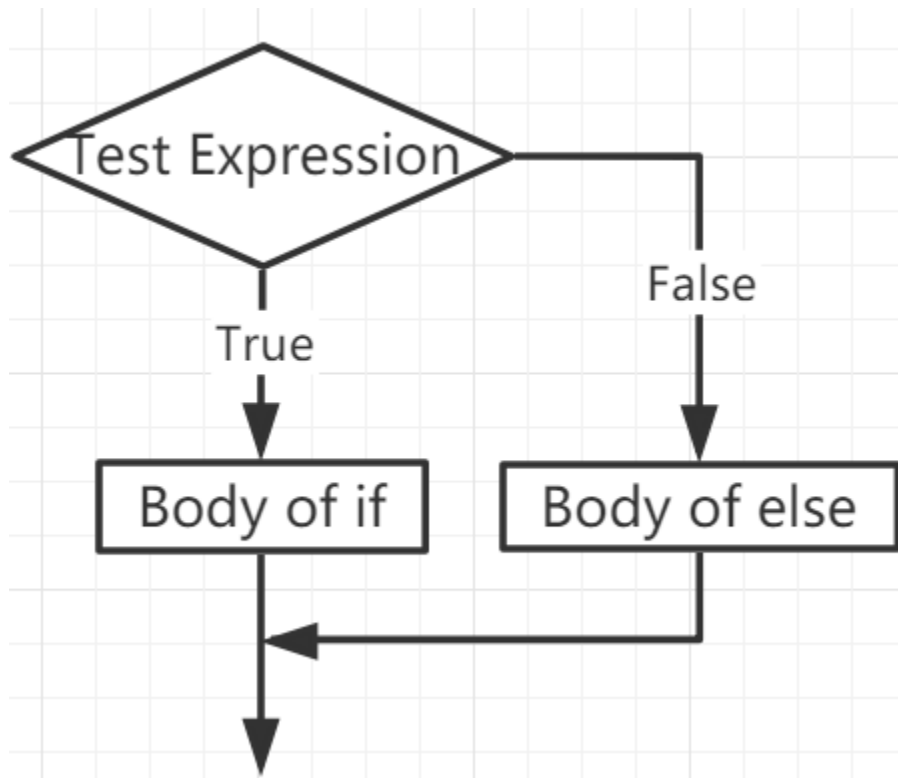 Test Expression
False
True
Body of if
Body of else